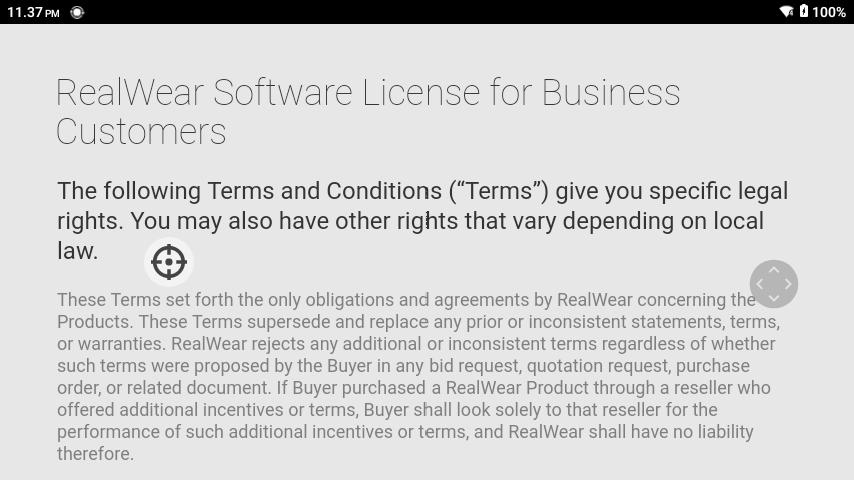 11.37 PM 100%
RealWear Software License for Business
Customers
The following Terms and Conditions (“Terms”) give you specific legal
rights. You may also have other rights that vary depending on local
law.
These Terms set forth the only obligations and agreements by RealWear concerning the
Products. These Terms supersede and replace any prior or inconsistent statements, terms,
or warranties. RealWear rejects any additional or inconsistent terms regardless of whether
such terms were proposed by the Buyer in any bid request, quotation request, purchase
order, or related document. If Buyer purchased a RealWear Product through a reseller who
offered additional incentives or terms, Buyer shall look solely to that reseller for the
performance of such additional incentives or terms, and RealWear shall have no liability
therefore.